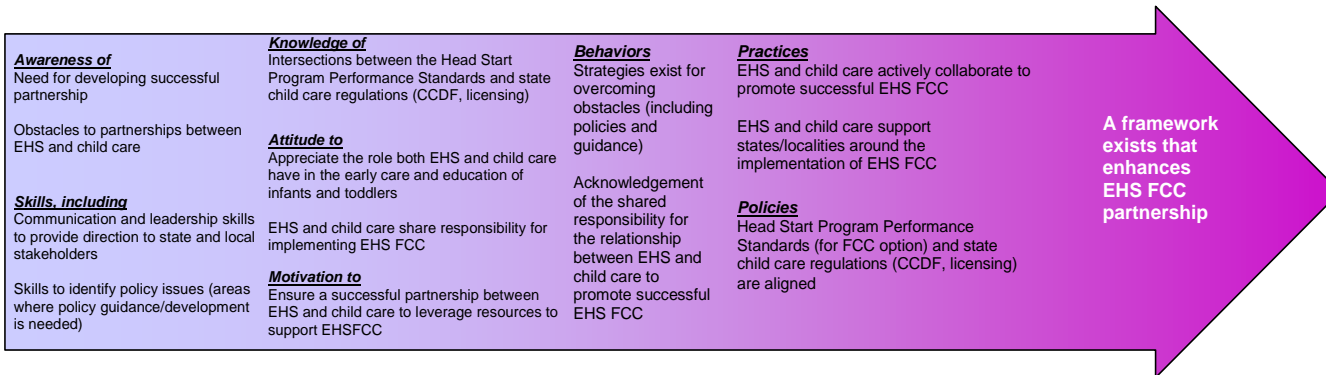 Awareness of
Need for developing successful
partnership
Obstacles to partnerships between
EHS and child care
Skills, including
Communication and leadership skills
to provide direction to state and local
stakeholders
Skills to identify policy issues (areas
where policy guidance/development
is needed)
Knowledge of
Intersections between the Head Start
Program Performance Standards and state
child care regulations (CCDF, licensing)
Attitude to
Appreciate the role both EHS and child care
have in the early care and education of
infants and toddlers
EHS and child care share responsibility for
implementing EHS FCC
Motivation to
Ensure a successful partnership between
EHS and child care to leverage resources to
support EHSFCC
Behaviors
Strategies exist for
overcoming
obstacles (including
policies and
guidance)
Acknowledgement
of the shared
responsibility for
the relationship
between EHS and
child care to
promote successful
EHS FCC
Practices
EHS and child care actively collaborate to
promote successful EHS FCC
EHS and child care support
states/localities around the
implementation of EHS FCC
Policies
Head Start Program Performance
Standards (for FCC option) and state
child care regulations (CCDF, licensing)
are aligned
A framework
exists that
enhances
EHS FCC
partnership